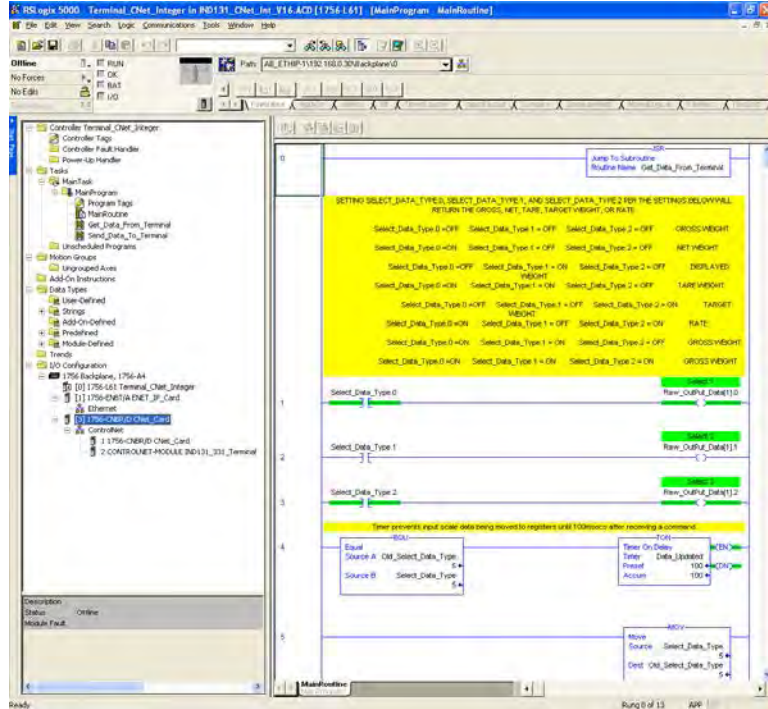 RSLogix 5000 - Terminal_CNet_Integer in IND131_CNet_Int_V16.ACD [1756-L61] - [MainProgram - MainRoutine]
File Edit View Search Logic Communications Tools Window Help
Offline
RUN
No Forces
OK
BAT
No Edits
I/O
Path: AB_ETHIP-1\192.168.0.30\Backplane\0
Controller Terminal_CNet_Integer
Controller Tags
Controller Fault Handler
Power-Up Handler
Tasks
MainTask
MainProgram
Program Tags
MainRoutine
Get_Data_From_Terminal
Send_Data_To_Terminal
Unscheduled Programs
Motion Groups
Ungrouped Axes
Add-On Instructions
Data Types
User-Defined
Strings
Add-On-Defined
Predefined
Module-Defined
Trends
I/O Configuration
1756 Backplane, 1756-A4
[0] 1756-L61 Terminal_CNet_Integer
[1] 1756-ENBT/A ENET_IP_Card
Ethernet
[3] 1756-CNBR/D CNet_Card
ControlNet
1 1756-CNBR/D CNet_Card
2 CONTROLNET-MODULE IND131_331_Terminal
Description
Status Offline
Module Fault
0
JSR
Jump To Subroutine
Routine Name Get_Data_From_Terminal
SETTING SELECT_DATA_TYPE.0, SELECT_DATA_TYPE.1, AND SELECT_DATA_TYPE.2 PER THE SETTINGS BELOW WILL
RETURN THE GROSS, NET, TARE, TARGET WEIGHT, OR RATE
Select_Data_Type.0 =OFF Select_Data_Type.1 = OFF Select_Data_Type.2 = OFF GROSS WEIGHT
Select_Data_Type.0 =ON Select_Data_Type.1 = OFF Select_Data_Type.2 = OFF NET WEIGHT
Select_Data_Type.0 =OFF Select_Data_Type.1 = ON Select_Data_Type.2 = OFF DISPLAYED
WEIGHT
Select_Data_Type.0 =ON Select_Data_Type.1 = ON Select_Data_Type.2 = OFF TARE WEIGHT
Select_Data_Type.0 =OFF Select_Data_Type.1 = OFF Select_Data_Type.2 = ON TARGET
WEIGHT
Select_Data_Type.0 =ON Select_Data_Type.1 = OFF Select_Data_Type.2 = ON RATE
Select_Data_Type.0 =OFF Select_Data_Type.1 = ON Select_Data_Type.2 = OFF GROSS WEIGHT
Select_Data_Type.0 =ON Select_Data_Type.1 = ON Select_Data_Type.2 = ON GROSS WEIGHT
Select 1
Select_Data_Type.0 Raw_OutPut_Data[1].0
1
Select 2
Select_Data_Type.1 Raw_OutPut_Data[1].1
2
Select 3
Select_Data_Type.2 Raw_OutPut_Data[1].2
3
Timer prevents input scale data being moved to registers until 100msecs after receiving a command.
4
EQU
Equal
Source A Old_Select_Data_Type
5
Source B Select_Data_Type
5
TON
Timer On Delay
Timer Data_Updated
Preset 100
Accum 100
EN
DN
5
MOV
Move
Source Select_Data_Type
5
Dest Old_Select_Data_Type
5
MainRoutine
Ready
Rung 0 of 13 APP